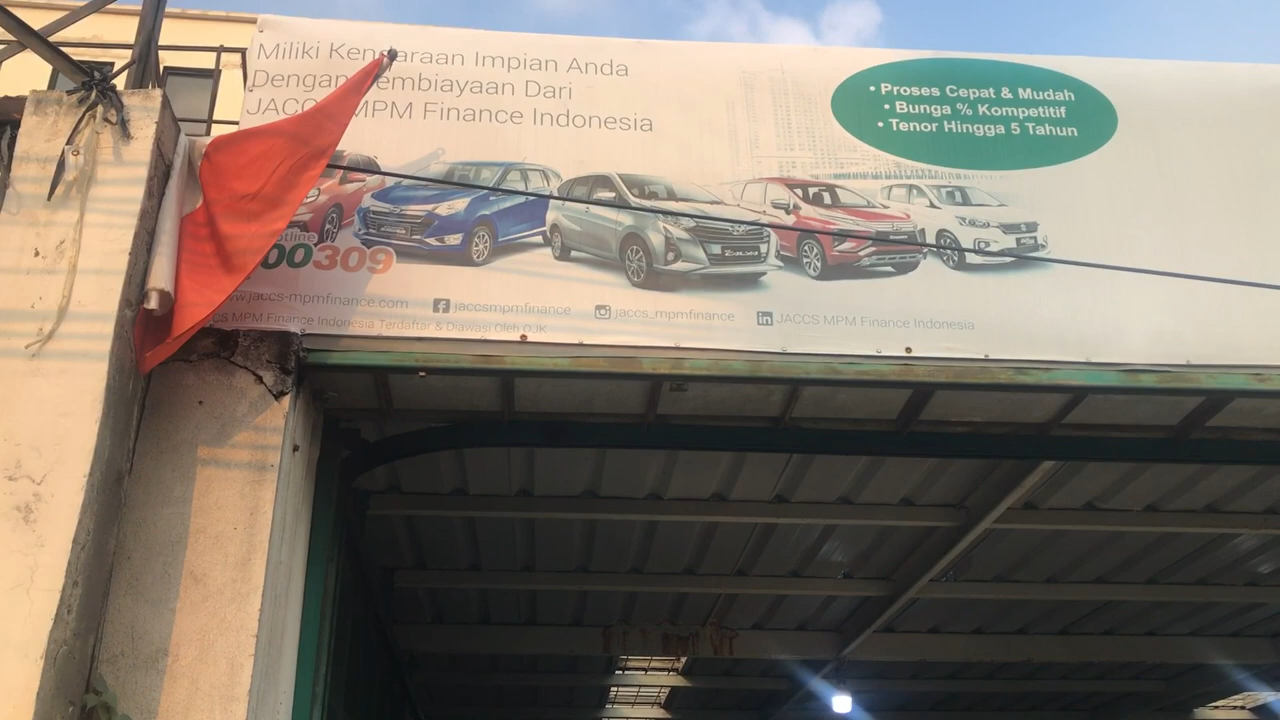 Miliki Kendaraan Impian Anda
Dengan Pembiayaan Dari
JACCS MPM Finance Indonesia
• Proses Cepat & Mudah
• Bunga % Kompetitif
• Tenor Hingga 5 Tahun
00309
www.jaccs-mpmfinance.com
jaccsmpmfinance
jaccs_mpmfinance
JACCS MPM Finance Indonesia
CS MPM Finance Indonesia Terdaftar & Diawasi Oleh OJK